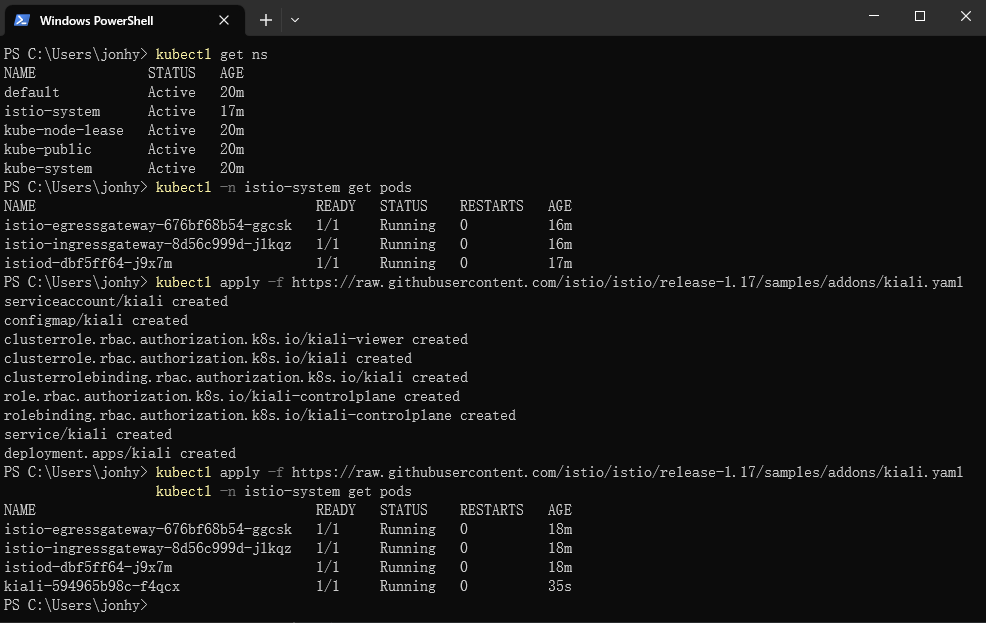 Windows PowerShell
PS C:\Users\jonhy> kubectl get ns
NAME              STATUS   AGE
default           Active   20m
istio-system      Active   17m
kube-node-lease   Active   20m
kube-public       Active   20m
kube-system       Active   20m
PS C:\Users\jonhy> kubectl -n istio-system get pods
NAME                                   READY   STATUS    RESTARTS   AGE
istio-egressgateway-676bf68b54-ggcsk   1/1     Running   0          16m
istio-ingressgateway-8d56c999d-jlkqz   1/1     Running   0          16m
istiod-dbf5ff64-j9x7m                  1/1     Running   0          17m
PS C:\Users\jonhy> kubectl apply -f https://raw.githubusercontent.com/istio/istio/release-1.17/samples/addons/kiali.yaml
serviceaccount/kiali created
configmap/kiali created
clusterrole.rbac.authorization.k8s.io/kiali-viewer created
clusterrole.rbac.authorization.k8s.io/kiali created
clusterrolebinding.rbac.authorization.k8s.io/kiali created
role.rbac.authorization.k8s.io/kiali-controlplane created
rolebinding.rbac.authorization.k8s.io/kiali-controlplane created
service/kiali created
deployment.apps/kiali created
PS C:\Users\jonhy> kubectl apply -f https://raw.githubusercontent.com/istio/istio/release-1.17/samples/addons/kiali.yaml
                   kubectl -n istio-system get pods
NAME                                   READY   STATUS    RESTARTS   AGE
istio-egressgateway-676bf68b54-ggcsk   1/1     Running   0          18m
istio-ingressgateway-8d56c999d-jlkqz   1/1     Running   0          18m
istiod-dbf5ff64-j9x7m                  1/1     Running   0          18m
kiali-594965b98c-f4qcx                 1/1     Running   0          35s
PS C:\Users\jonhy>